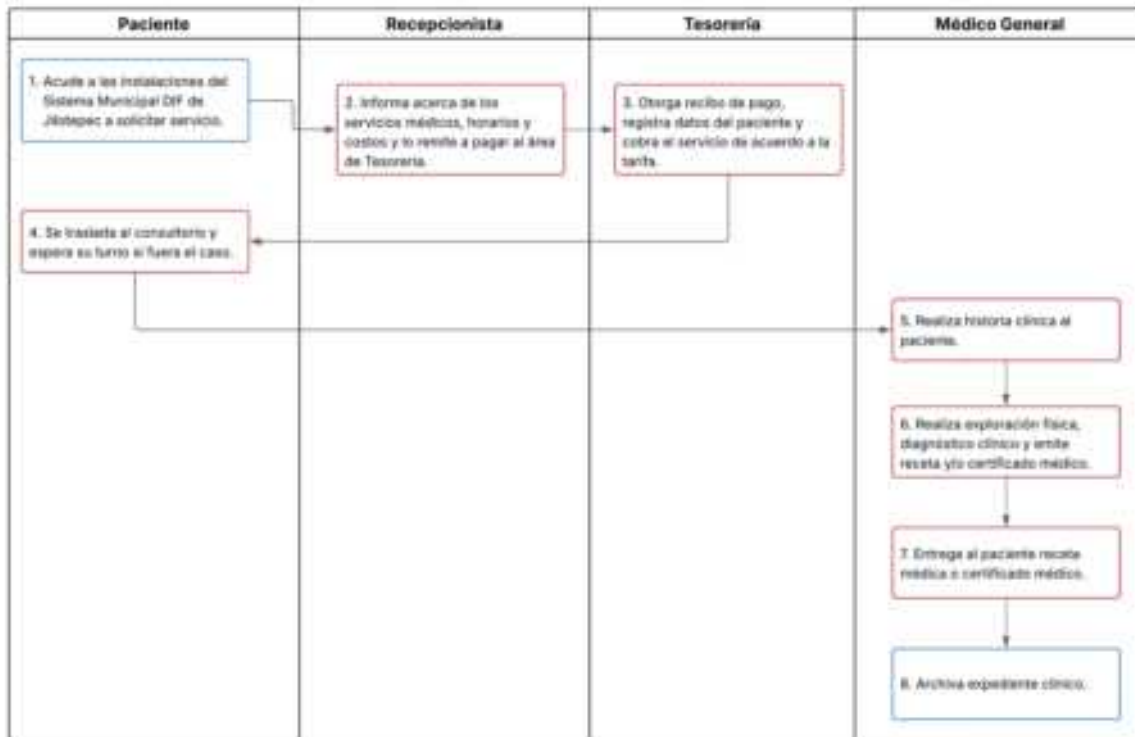 Paciente
Recepcionista
Tesorería
Médico General
1. Acude a las instalaciones del
Sistema Municipal DIF de
Jilotepec a solicitar servicio.
2. Informa acerca de los
servicios médicos, horarios y
costos y lo remite a pagar al área
de Tesorería.
3. Otorga recibo de pago,
registra datos del paciente y
cobra el servicio de acuerdo a la
tarifa.
4. Se traslada al consultorio y
espera su turno si fuera el caso.
5. Realiza historia clínica al
paciente.
6. Realiza exploración física,
diagnóstico clínico y emite
receta y/o certificado médico.
7. Entrega al paciente receta
médica o certificado médico.
8. Archiva expediente clínico.